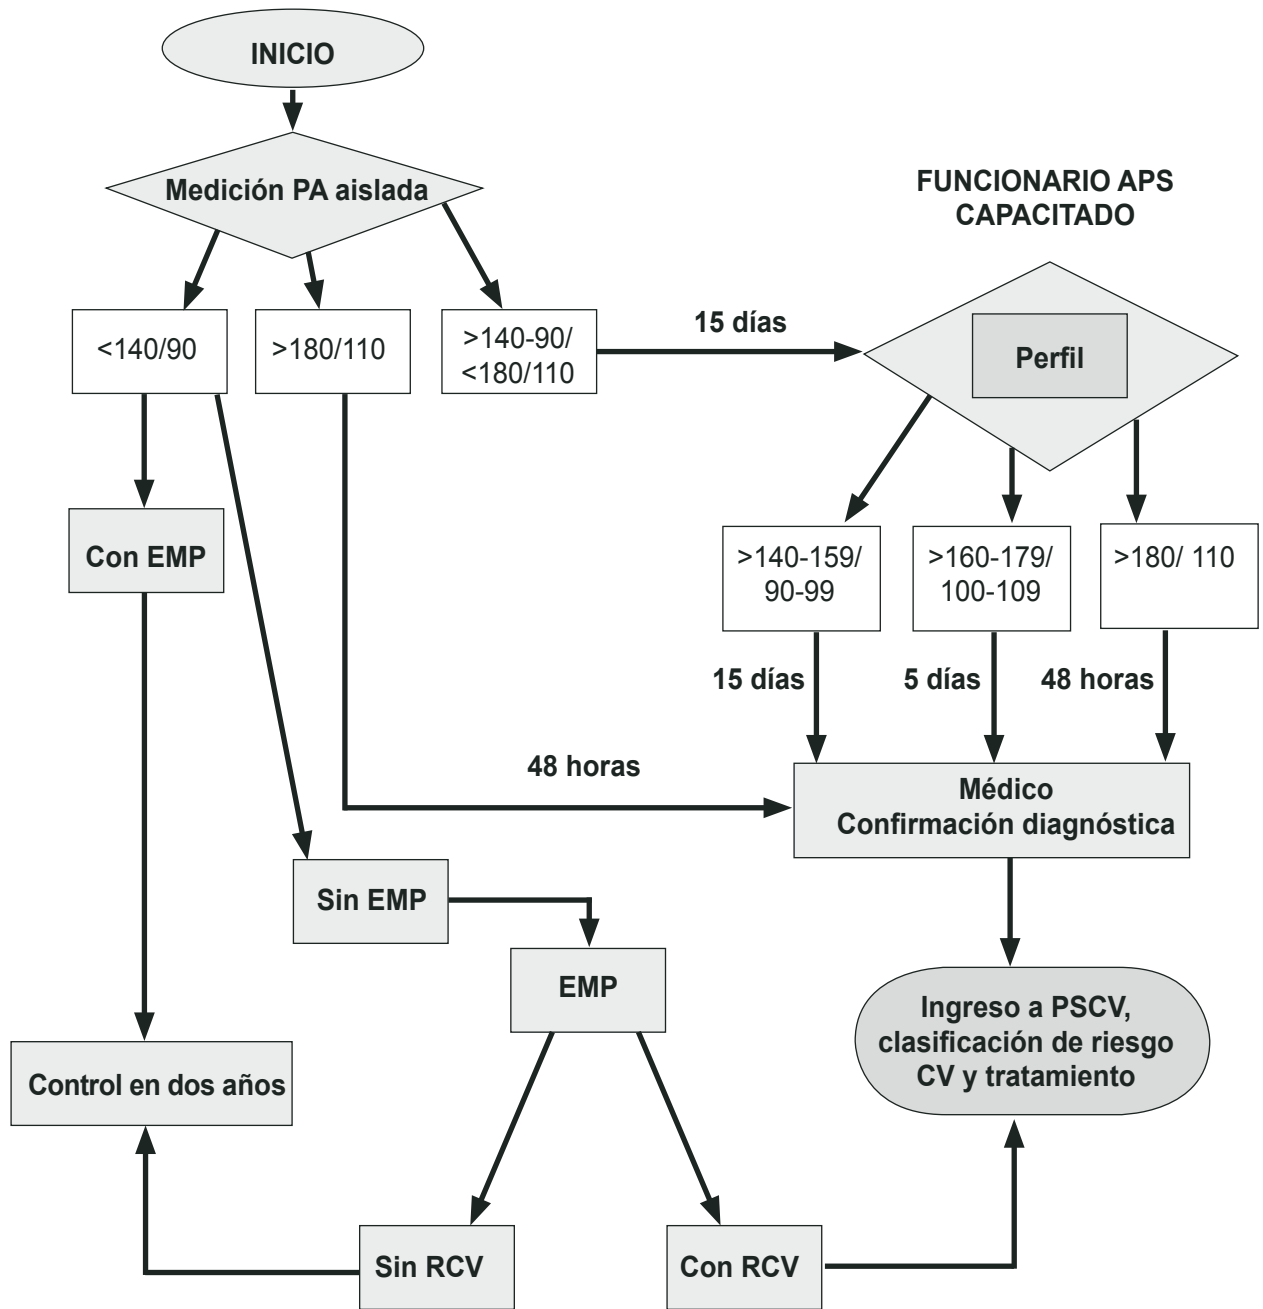 INICIO
Medición PA aislada
FUNCIONARIO APS
CAPACITADO
<140/90
>180/110
>140-90/
<180/110
15 días
Perfil
Con EMP
>140-159/
90-99
>160-179/
100-109
>180/ 110
15 días
5 días
48 horas
48 horas
Médico
Confirmación diagnóstica
Sin EMP
EMP
Ingreso a PSCV,
clasificación de riesgo
CV y tratamiento
Control en dos años
Sin RCV
Con RCV